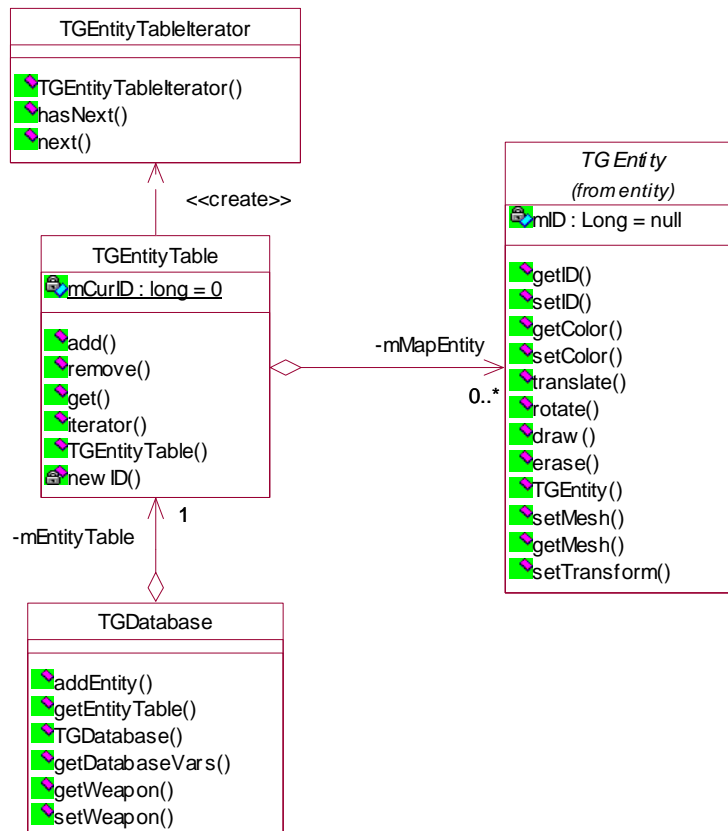 TGEntityTableIterator
TGEntityTableIterator()
hasNext()
next()
<<create>>
TGEntityTable
mCurID : long = 0
add()
remove()
get()
iterator()
TGEntityTable()
new ID()
-mMapEntity
0..*
TGEntity
(from entity)
mID : Long = null
getID()
setID()
getColor()
setColor()
translate()
rotate()
draw()
erase()
TGEntity()
setMesh()
getMesh()
setTransform()
1
-mEntityTable
TGDatabase
addEntity()
getEntityTable()
TGDatabase()
getDatabaseVars()
getWeapon()
setWeapon()